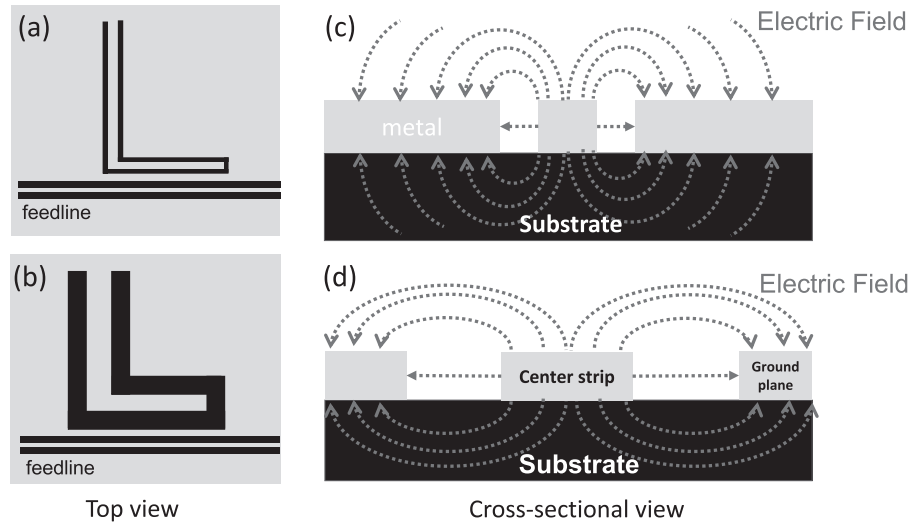 (a)
feedline
(b)
feedline
Top view
(c)
Electric Field
metal
Substrate
(d)
Electric Field
Center strip
Ground
plane
Substrate
Cross-sectional view